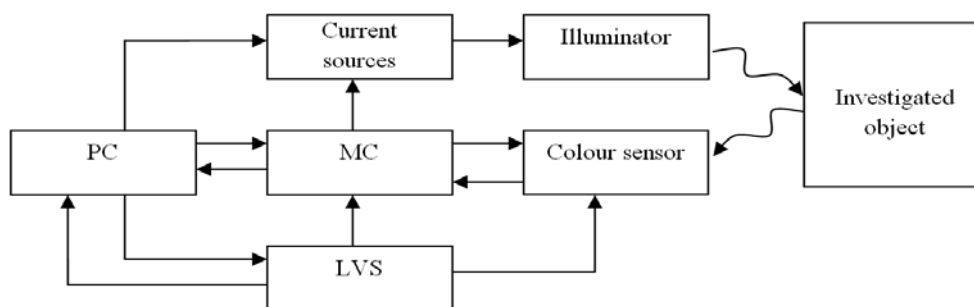 Current
sources
Illuminator
Investigated
object
PC
MC
Colour sensor
LVS